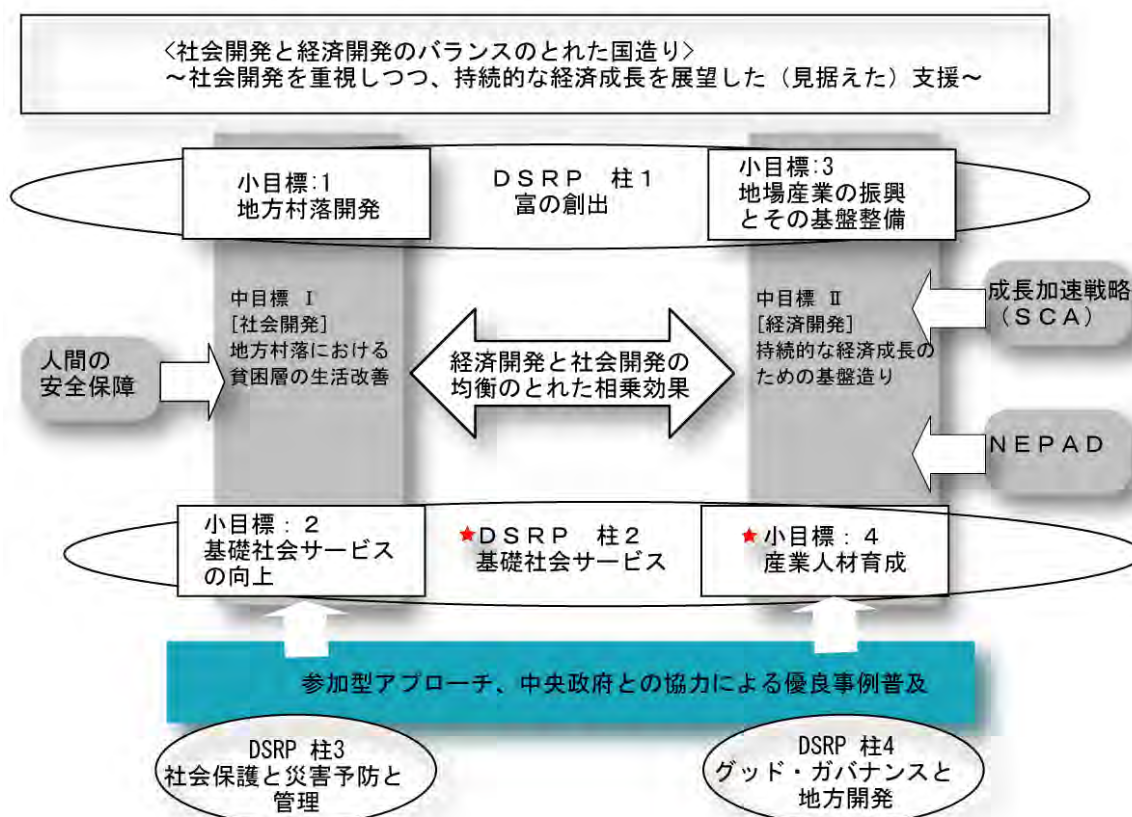 <社会開発と経済開発のバランスのとれた国造り>
～社会開発を重視しつつ、持続的な経済成長を展望した（見据えた）支援～
小目標:1
地方村落開発
ＤＳＲＰ　柱１
富の創出
小目標:3
地場産業の振興
とその基盤整備
中目標 Ⅰ
[社会開発]
地方村落における
貧困層の生活改善
人間の
安全保障
経済開発と社会開発の
均衡のとれた相乗効果
中目標 Ⅱ
[経済開発]
持続的な経済成長の
ための基盤造り
成長加速戦略
（ＳＣＡ）
ＮＥＰＡＤ
小目標：２
基礎社会サービス
の向上
★ＤＳＲＰ　柱２
基礎社会サービス
★小目標：４
産業人材育成
参加型アプローチ、中央政府との協力による優良事例普及
DSRP 柱3
社会保護と災害予防と
管理
DSRP 柱4
グッド・ガバナンスと
地方開発